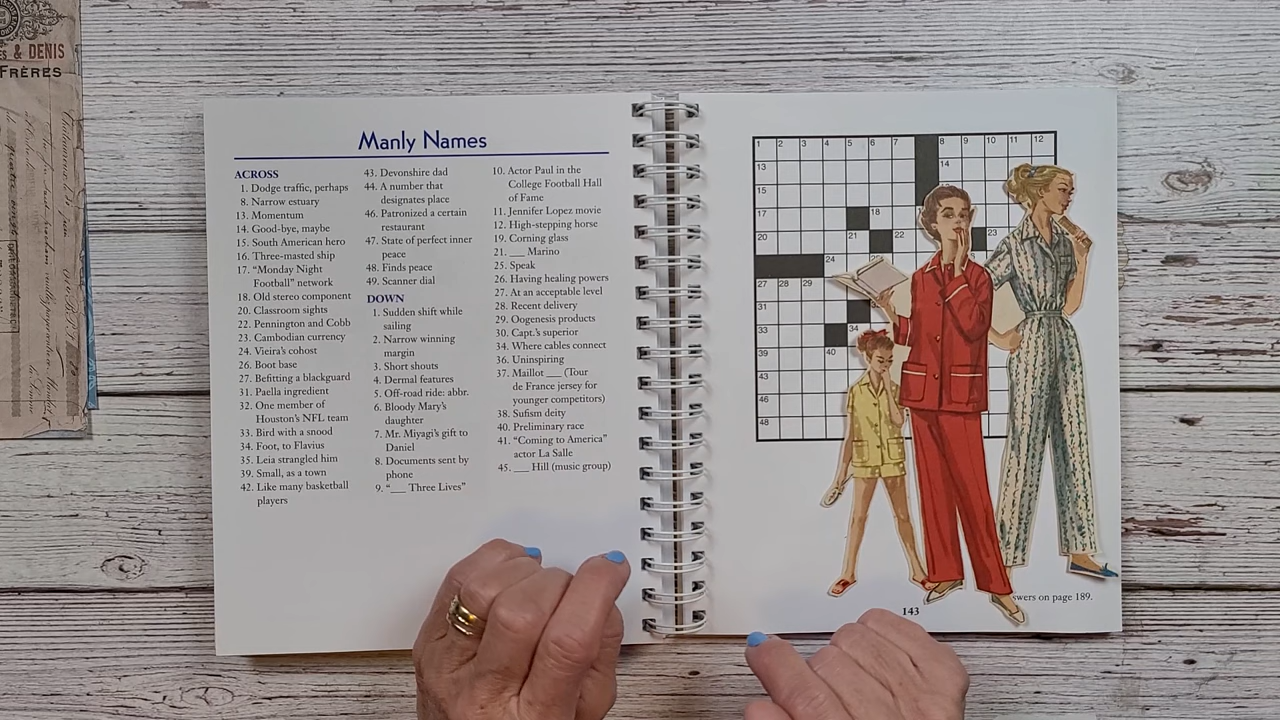 & DENIS
FRÈRES
Manly Names
ACROSS
1. Dodge traffic, perhaps
8. Narrow estuary
13. Momentum
14. Good-bye, maybe
15. South American hero
16. Three-masted ship
17. “Monday Night
Football” network
18. Old stereo component
20. Classroom sights
22. Pennington and Cobb
23. Cambodian currency
24. Vieira’s cohost
26. Boot base
27. Befitting a blackguard
31. Paella ingredient
32. One member of
Houston’s NFL team
33. Bird with a snood
34. Foot, to Flavius
35. Leia strangled him
39. Small, as a town
42. Like many basketball
players
43. Devonshire dad
44. A number that
designates place
46. Patronized a certain
restaurant
47. State of perfect inner
peace
48. Finds peace
49. Scanner dial
DOWN
1. Sudden shift while
sailing
2. Narrow winning
margin
3. Short shouts
4. Dermal features
5. Off-road ride: abbr.
6. Bloody Mary’s
daughter
7. Mr. Miyagi’s gift to
Daniel
8. Documents sent by
phone
9. “___ Three Lives”
10. Actor Paul in the
College Football Hall
of Fame
11. Jennifer Lopez movie
12. High-stepping horse
19. Corning glass
21. ___ Marino
25. Speak
26. Having healing powers
27. At an acceptable level
28. Recent delivery
29. Oogenesis products
30. Capt.’s superior
34. Where cables connect
36. Uninspiring
37. Maillot ___ (Tour
de France jersey for
younger competitors)
38. Sufism deity
40. Preliminary race
41. “Coming to America”
actor La Salle
45. ___ Hill (music group)
1 2 3 4 5 6 7 8 9 10 11 12
13 14
15
17 18
20 21 22 23
24
27 28 29
31
33 34
39 40
43
46
48
on page 189.
143